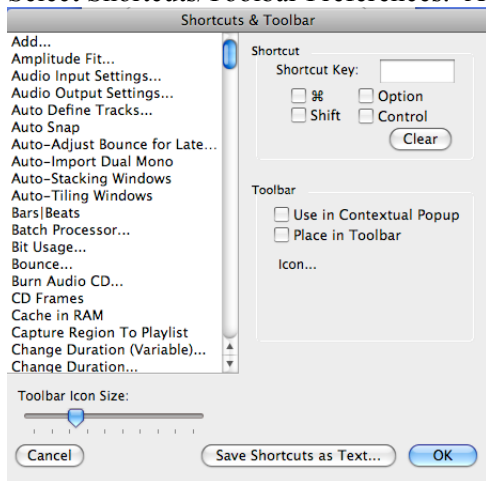 Shortcuts & Toolbar
Add...
Amplitude Fit...
Audio Input Settings...
Audio Output Settings...
Auto Define Tracks...
Auto Snap
Auto-Adjust Bounce for Late...
Auto-Import Dual Mono
Auto-Stacking Windows
Auto-Tiling Windows
Bars|Beats
Batch Processor...
Bit Usage...
Bounce...
Burn Audio CD...
CD Frames
Cache in RAM
Capture Region To Playlist
Change Duration (Variable)...
Change Duration...
Shortcut
Shortcut Key:
⌘ Option
Shift Control
Clear
Toolbar
Use in Contextual Popup
Place in Toolbar
Icon...
Toolbar Icon Size:
Cancel Save Shortcuts as Text... OK